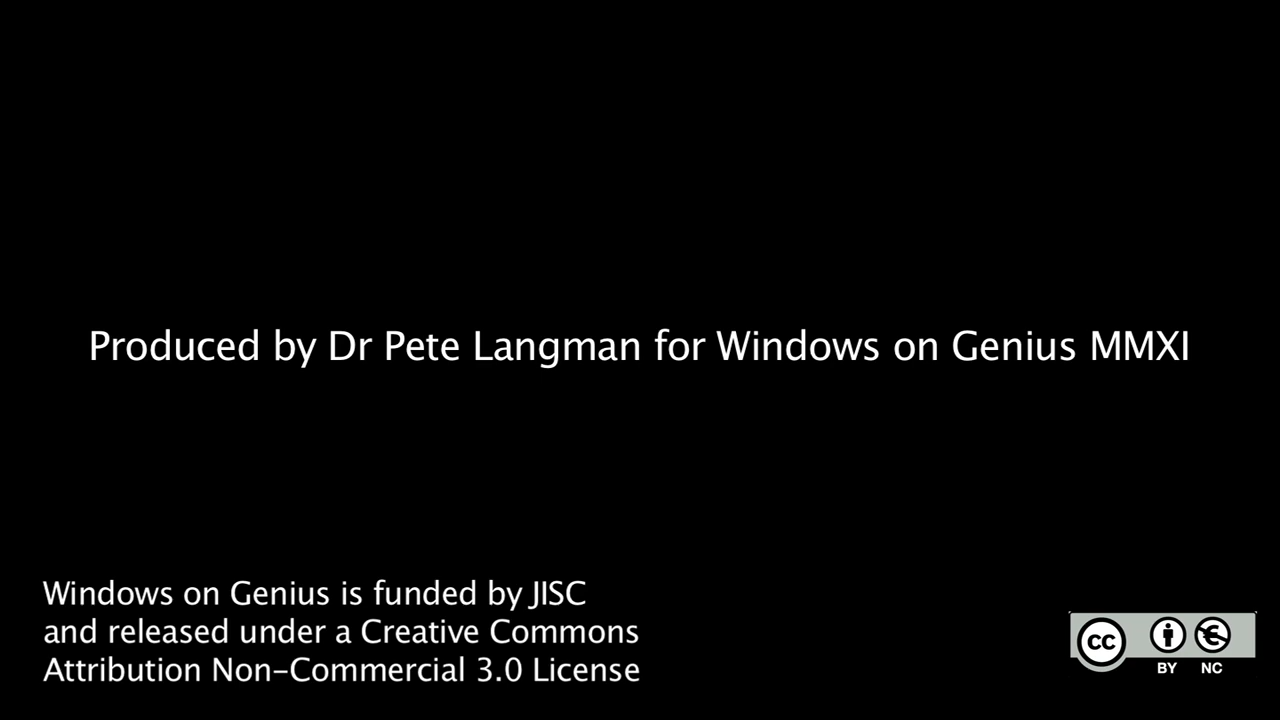 Produced by Dr Pete Langman for Windows on Genius MMXI
Windows on Genius is funded by JISC
and released under a Creative Commons
Attribution Non-Commercial 3.0 License
cc
BY NC